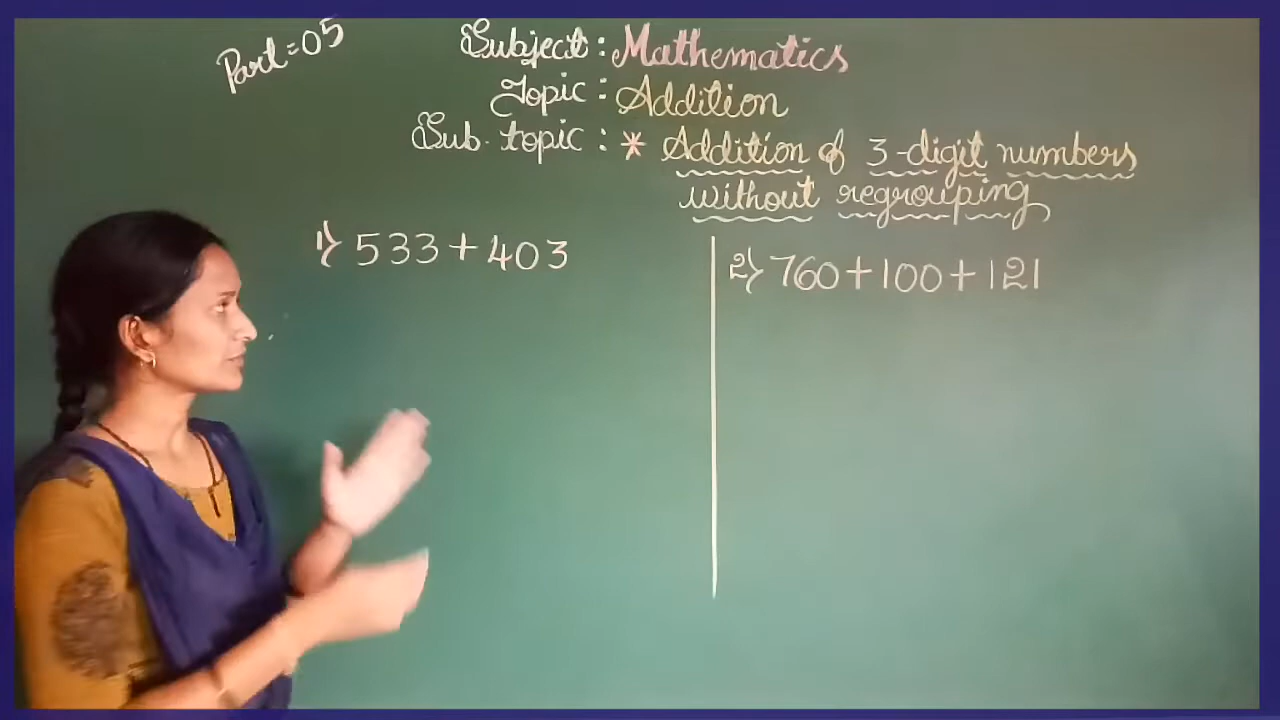 Part=05
Subject: Mathematics
Topic: Addition
Sub topic: * Addition of 3-digit numbers
without regrouping
1) 533+403
2) 760+100+121